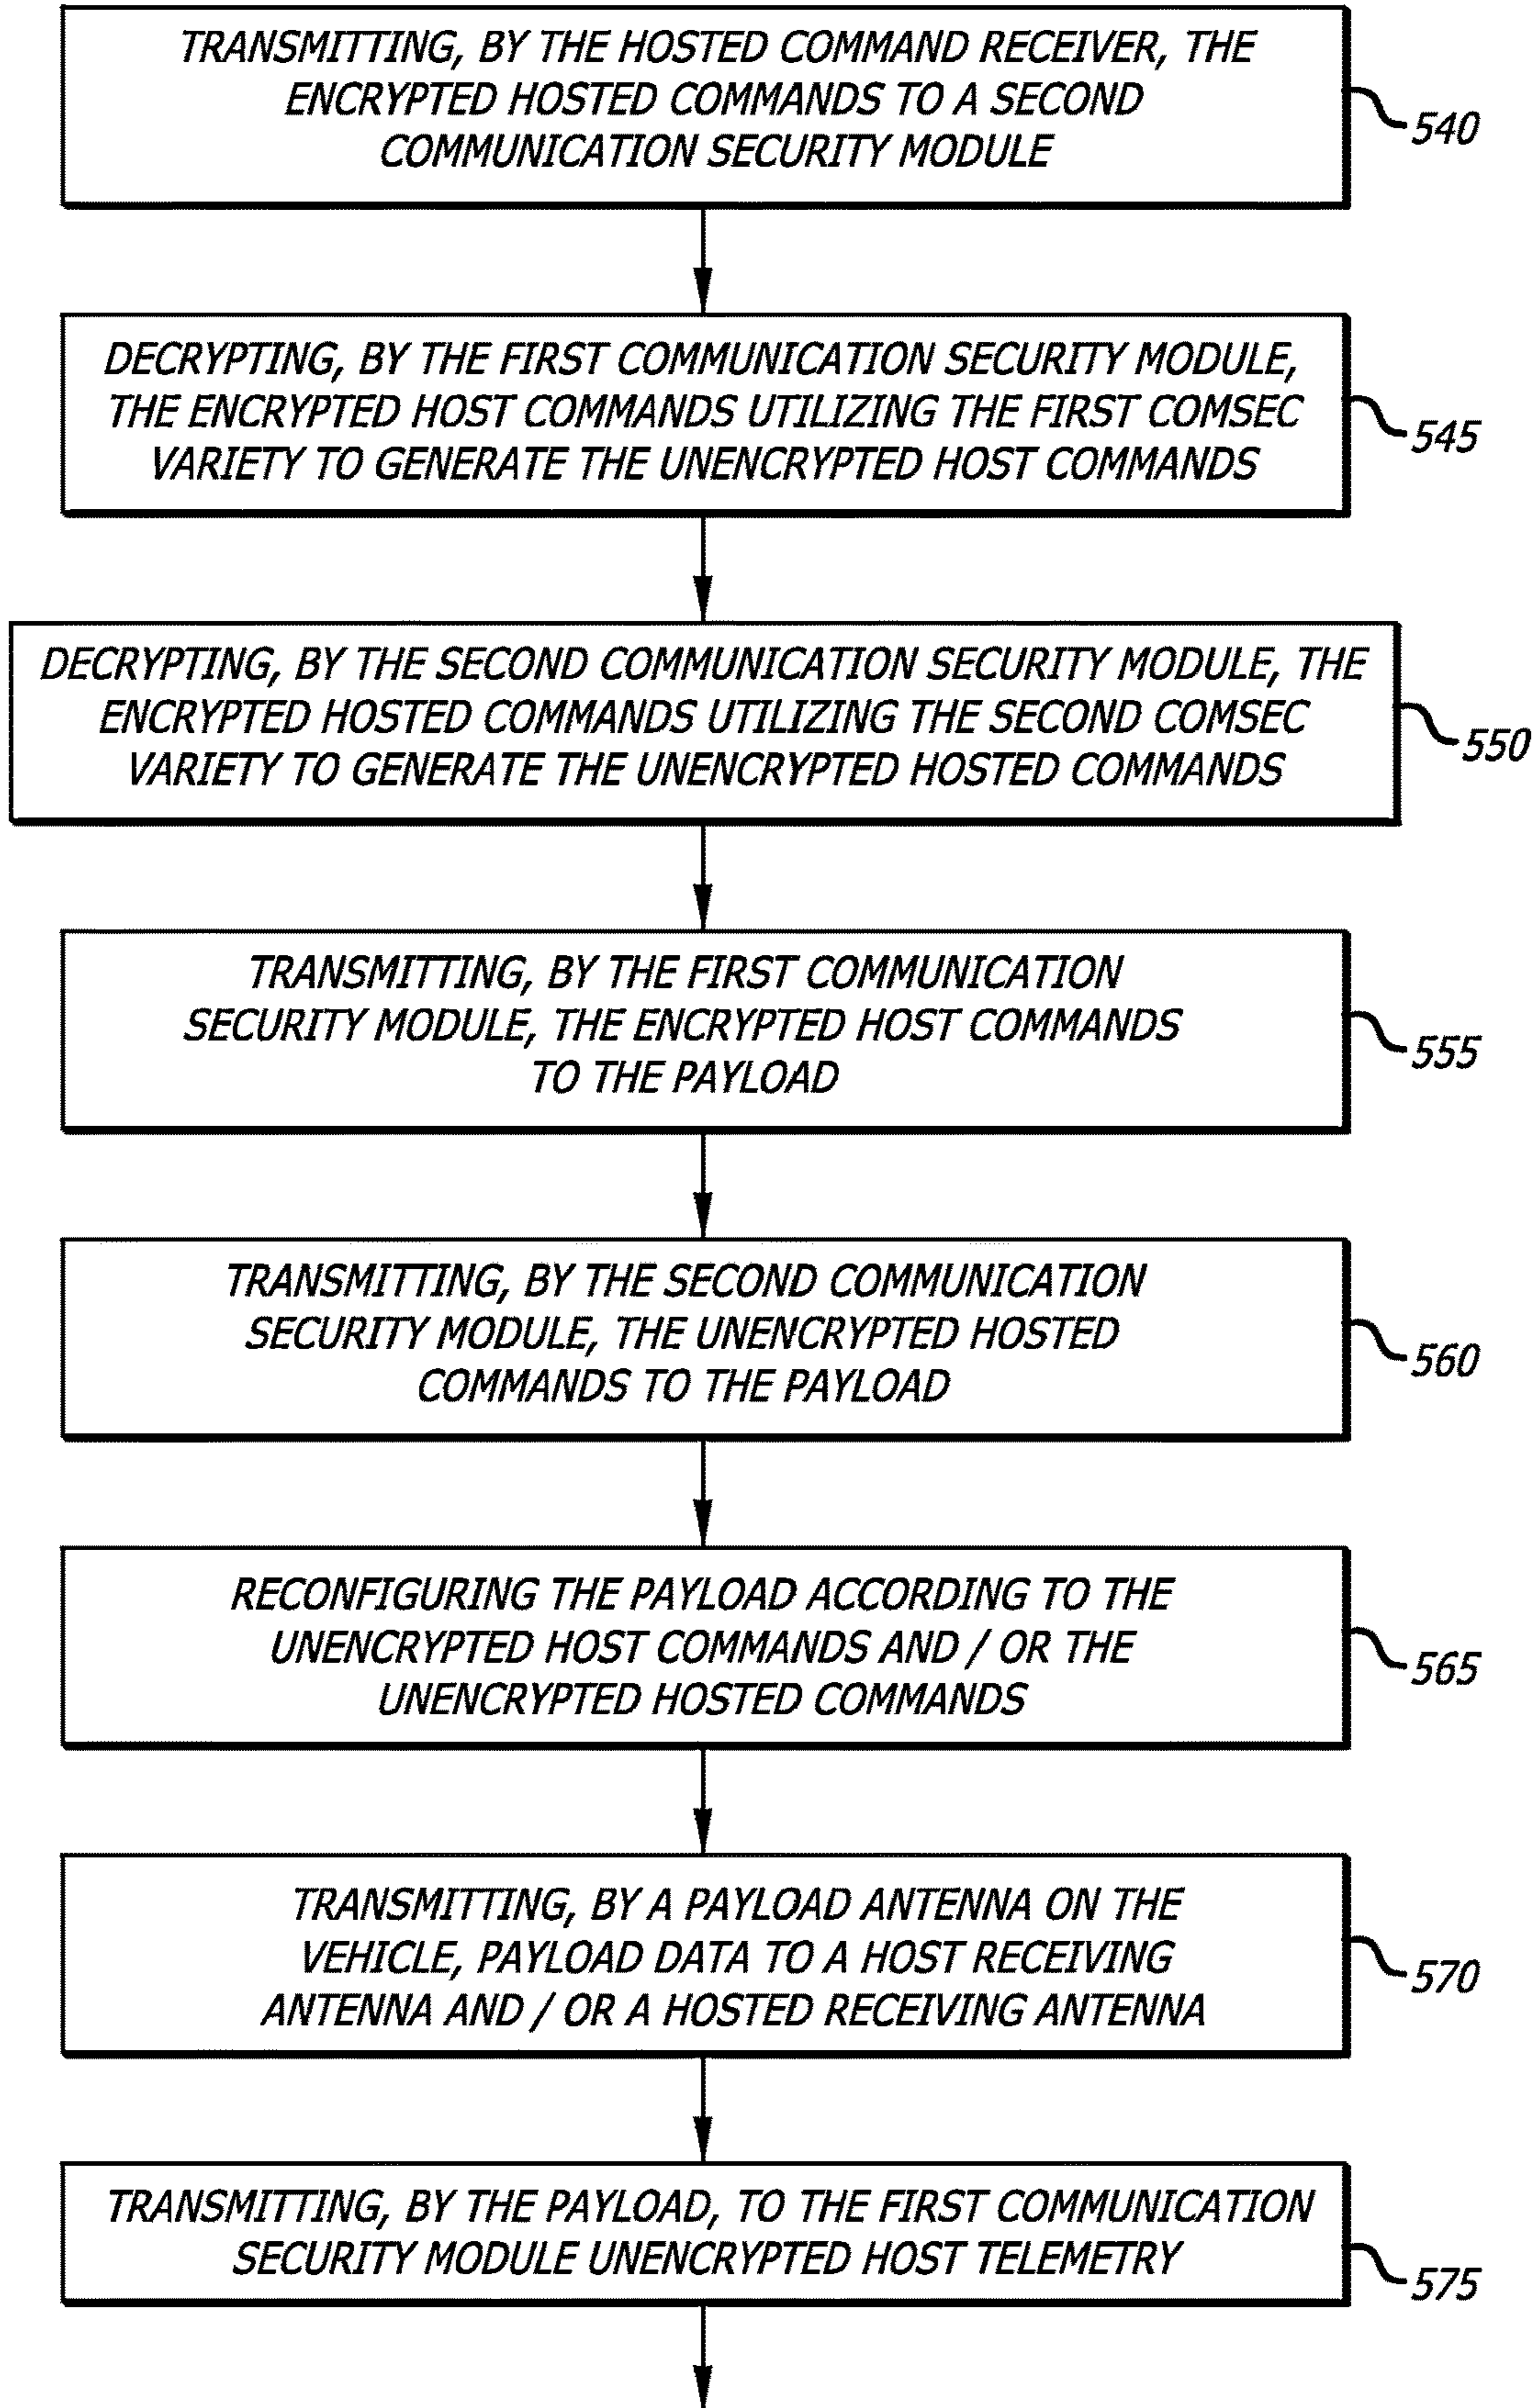 TRANSMITTING, BY THE HOSTED COMMAND RECEIVER, THE
ENCRYPTED HOSTED COMMANDS TO A SECOND
COMMUNICATION SECURITY MODULE
540
DECRYPTING, BY THE FIRST COMMUNICATION SECURITY MODULE,
THE ENCRYPTED HOST COMMANDS UTILIZING THE FIRST COMSEC
VARIETY TO GENERATE THE UNENCRYPTED HOST COMMANDS
545
DECRYPTING, BY THE SECOND COMMUNICATION SECURITY MODULE, THE
ENCRYPTED HOSTED COMMANDS UTILIZING THE SECOND COMSEC
VARIETY TO GENERATE THE UNENCRYPTED HOSTED COMMANDS
550
TRANSMITTING, BY THE FIRST COMMUNICATION
SECURITY MODULE, THE ENCRYPTED HOST COMMANDS
TO THE PAYLOAD
555
TRANSMITTING, BY THE SECOND COMMUNICATION
SECURITY MODULE, THE UNENCRYPTED HOSTED
COMMANDS TO THE PAYLOAD
560
RECONFIGURING THE PAYLOAD ACCORDING TO THE
UNENCRYPTED HOST COMMANDS AND / OR THE
UNENCRYPTED HOSTED COMMANDS
565
TRANSMITTING, BY A PAYLOAD ANTENNA ON THE
VEHICLE, PAYLOAD DATA TO A HOST RECEIVING
ANTENNA AND / OR A HOSTED RECEIVING ANTENNA
570
TRANSMITTING, BY THE PAYLOAD, TO THE FIRST COMMUNICATION
SECURITY MODULE UNENCRYPTED HOST TELEMETRY
575